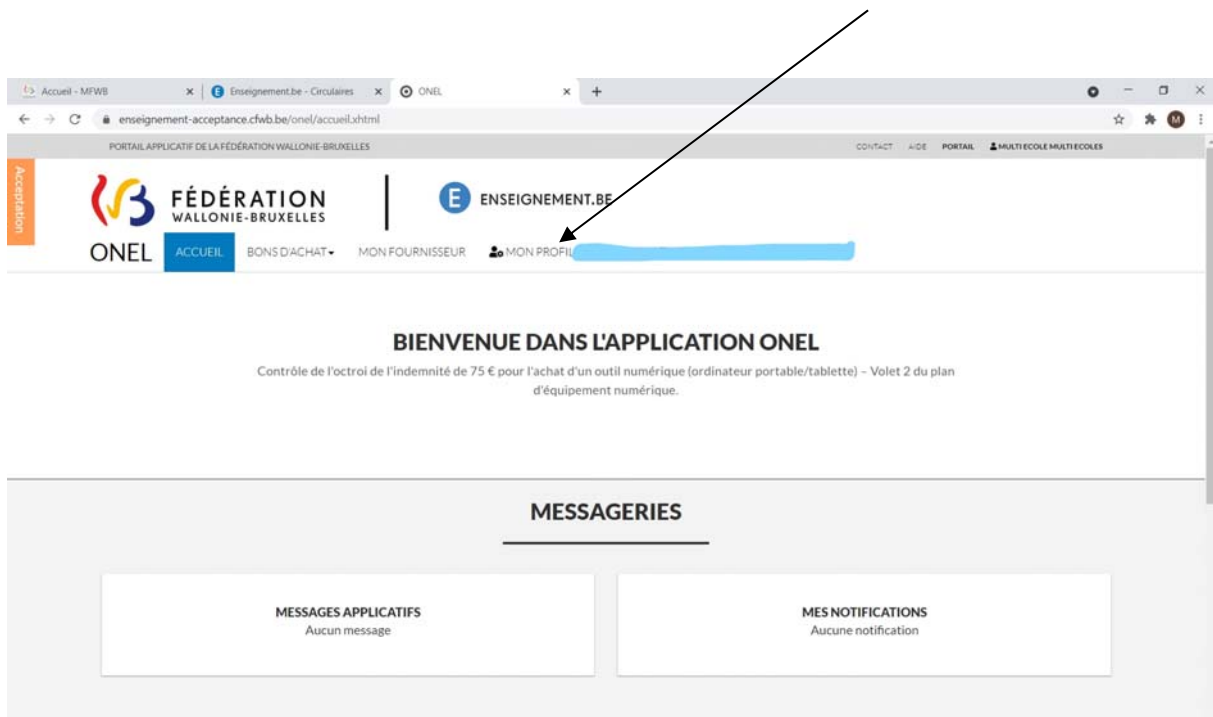 Accueil - MFWB
Enseignement.be - Circulaires
ONEL
enseignement-acceptance.cfwb.be/onel/accueil.xhtml
M
PORTAIL APPLICATIF DE LA FÉDÉRATION WALLONIE-BRUXELLES
CONTACT AIDE PORTAIL MULTI ECOLE MULTI ECOLES
Acceptation
FÉDÉRATION
WALLONIE-BRUXELLES
E ENSEIGNEMENT.BE
ONEL ACCUEIL BONS D'ACHAT MON FOURNISSEUR MON PROFIL
BIENVENUE DANS L'APPLICATION ONEL
Contrôle de l'octroi de l'indemnité de 75 € pour l'achat d'un outil numérique (ordinateur portable/tablette) – Volet 2 du plan
d'équipement numérique.
MESSAGERIES
MESSAGES APPLICATIFS
Aucun message
MES NOTIFICATIONS
Aucune notification